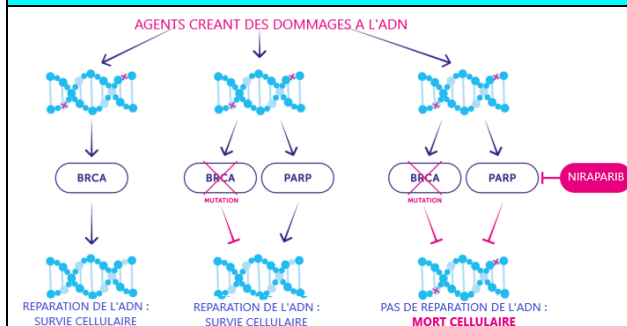 AGENTS CREANT DES DOMMAGES A L'ADN
BRCA
BRCA
MUTATION
PARP
BRCA
MUTATION
PARP
NIRAPARIB
REPARATION DE L'ADN :
SURVIE CELLULAIRE
REPARATION DE L'ADN :
SURVIE CELLULAIRE
PAS DE REPARATION DE L'ADN :
MORT CELLULAIRE